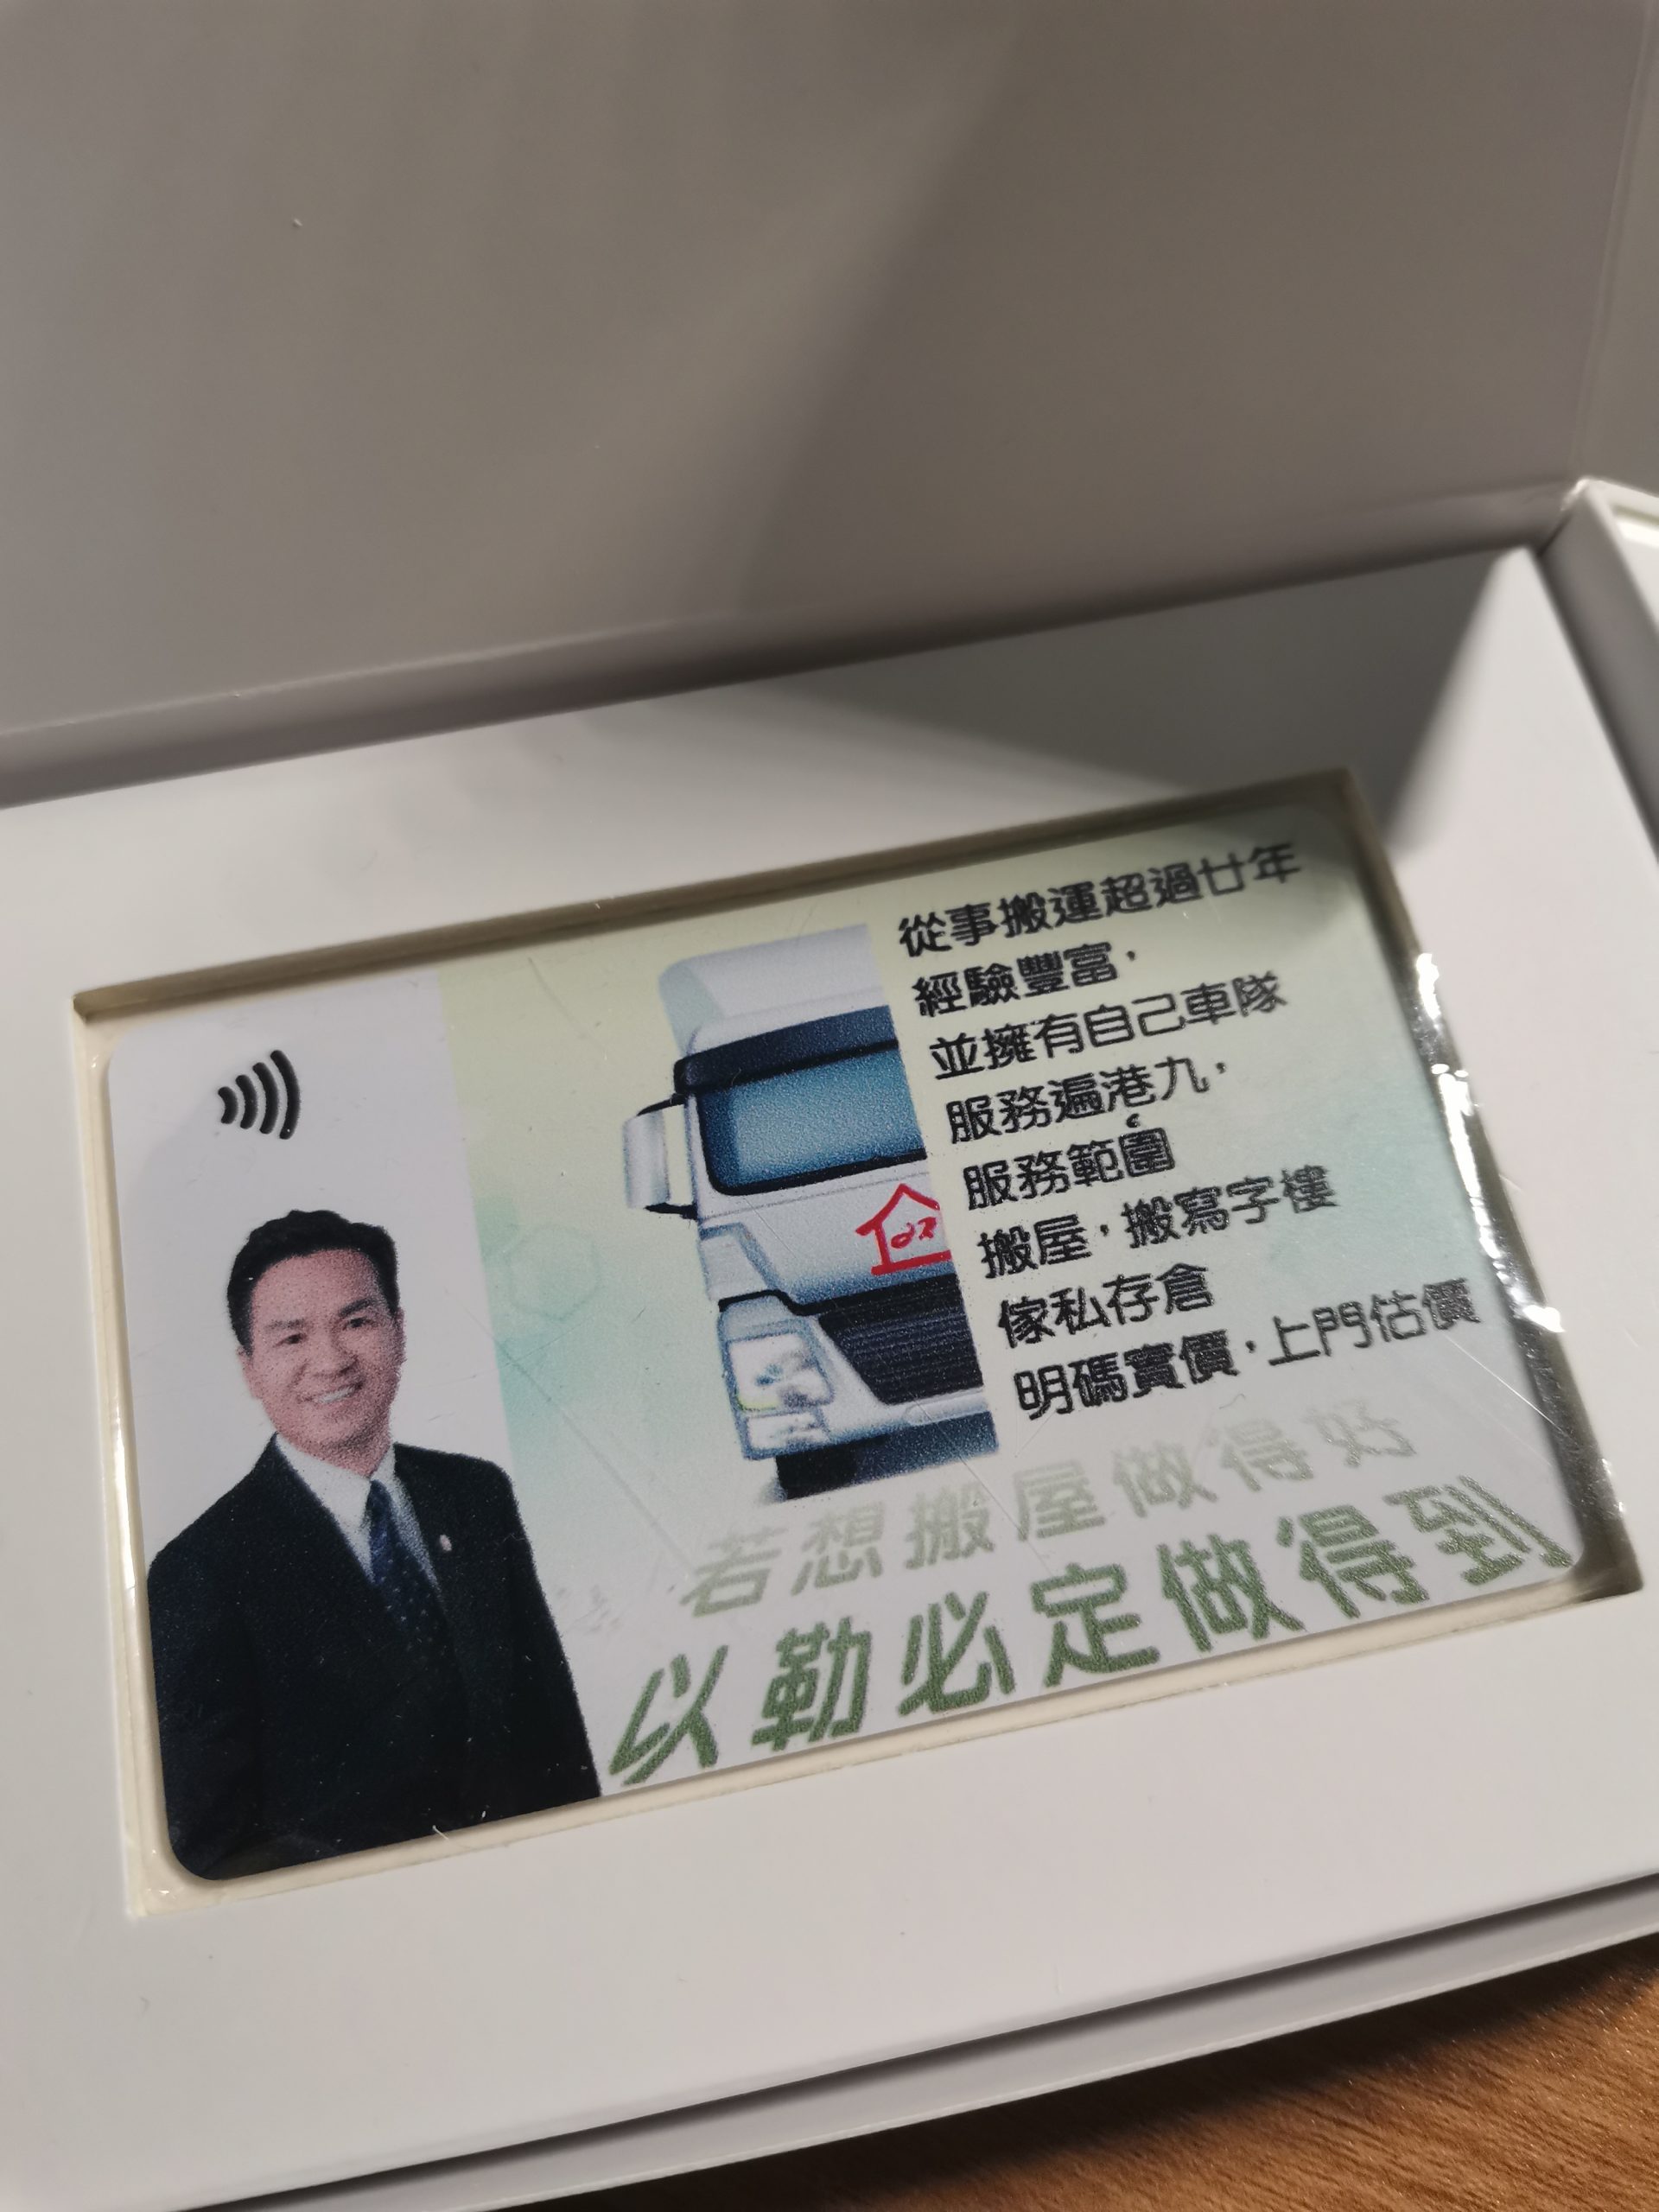 從事搬運超過廿年
經驗豐富，
並擁有自己車隊
服務遍港九，
服務範圍
搬屋，搬寫字樓
傢私存倉
明碼實價，上門估價
若想搬屋做得好
以勤必定做得到